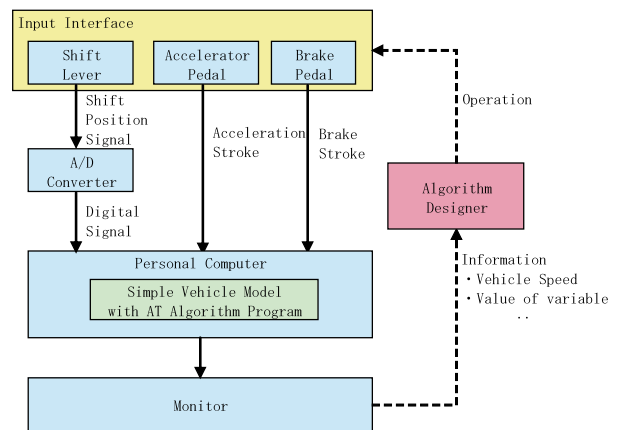 Input Interface
Shift
Lever
Accelerator
Pedal
Brake
Pedal
Shift
Position
Signal
Acceleration
Stroke
Brake
Stroke
Operation
A/D
Converter
Digital
Signal
Algorithm
Designer
Personal Computer
Simple Vehicle Model
with AT Algorithm Program
Information
・Vehicle Speed
・Value of variable
‥
Monitor